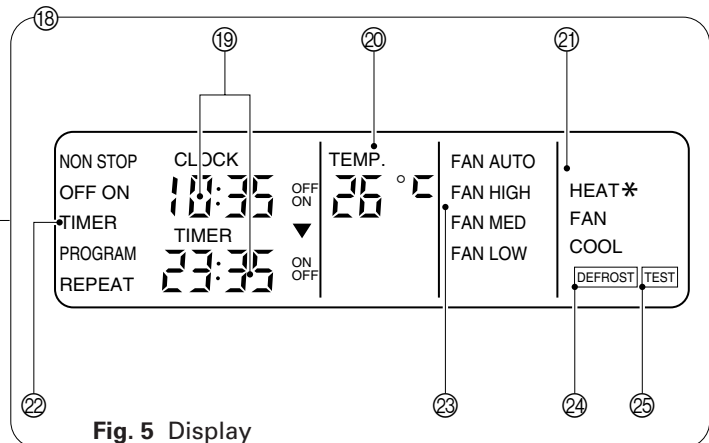 ⑱
⑲ ⑳ ㉑
NON STOP
OFF ON
TIMER
PROGRAM
REPEAT
CLOCK
10:35 OFF ON
▼
TIMER
23:35 ON OFF
TEMP.
26 °C
FAN AUTO
FAN HIGH
FAN MED
FAN LOW
HEAT*
FAN
COOL
DEFROST TEST
㉒ ㉓ ㉔ ㉕
Fig. 5 Display